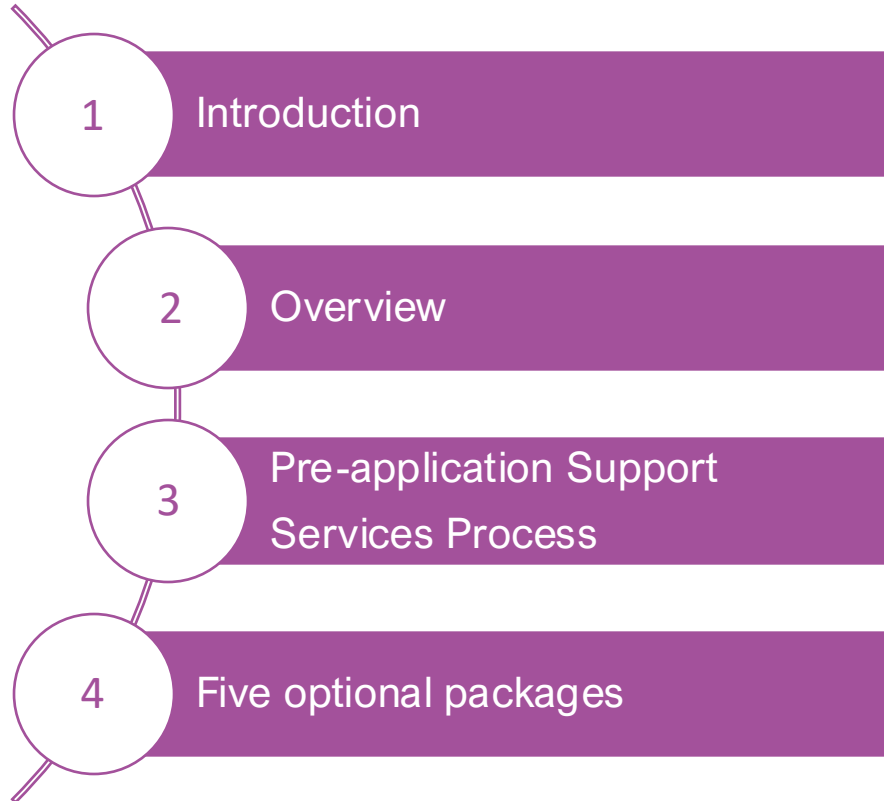 1
Introduction
2
Overview
3
Pre-application Support
Services Process
4
Five optional packages